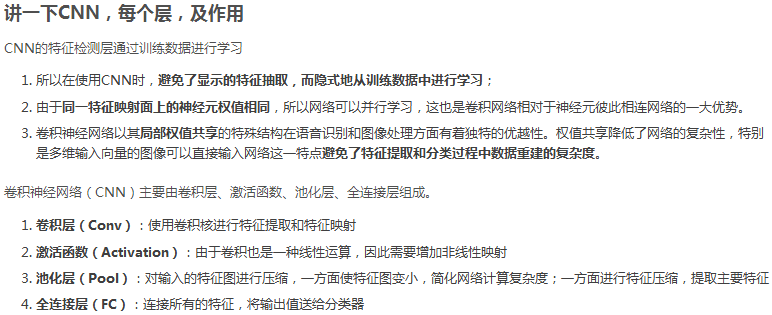 讲一下CNN，每个层，及作用
CNN的特征检测层通过训练数据进行学习
1. 所以在使用CNN时，避免了显示的特征抽取，而隐式地从训练数据中进行学习；
2. 由于同一特征映射面上的神经元权值相同，所以网络可以并行学习，这也是卷积网络相对于神经元彼此相连网络的一大优势。
3. 卷积神经网络以其局部权值共享的特殊结构在语音识别和图像处理方面有着独特的优越性。权值共享降低了网络的复杂性，特别
是多维输入向量的图像可以直接输入网络这一特点避免了特征提取和分类过程中数据重建的复杂度。
卷积神经网络（CNN）主要由卷积层、激活函数、池化层、全连接层组成。
1. 卷积层（Conv）：使用卷积核进行特征提取和特征映射
2. 激活函数（Activation）：由于卷积也是一种线性运算，因此需要增加非线性映射
3. 池化层（Pool）：对输入的特征图进行压缩，一方面使特征图变小，简化网络计算复杂度；一方面进行特征压缩，提取主要特征
4. 全连接层（FC）：连接所有的特征，将输出值送给分类器